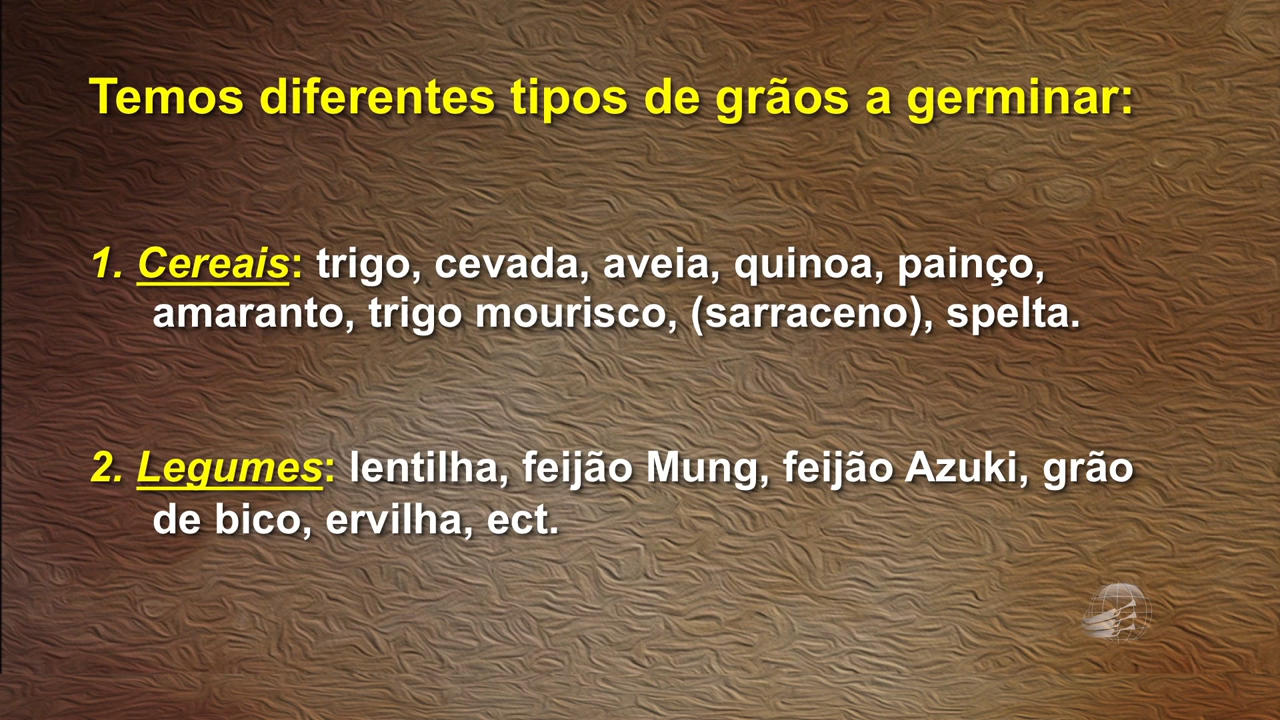 Temos diferentes tipos de grãos a germinar:
1. Cereais: trigo, cevada, aveia, quinoa, painço,
amaranto, trigo mourisco, (sarraceno), spelta.
2. Legumes: lentilha, feijão Mung, feijão Azuki, grão
de bico, ervilha, ect.